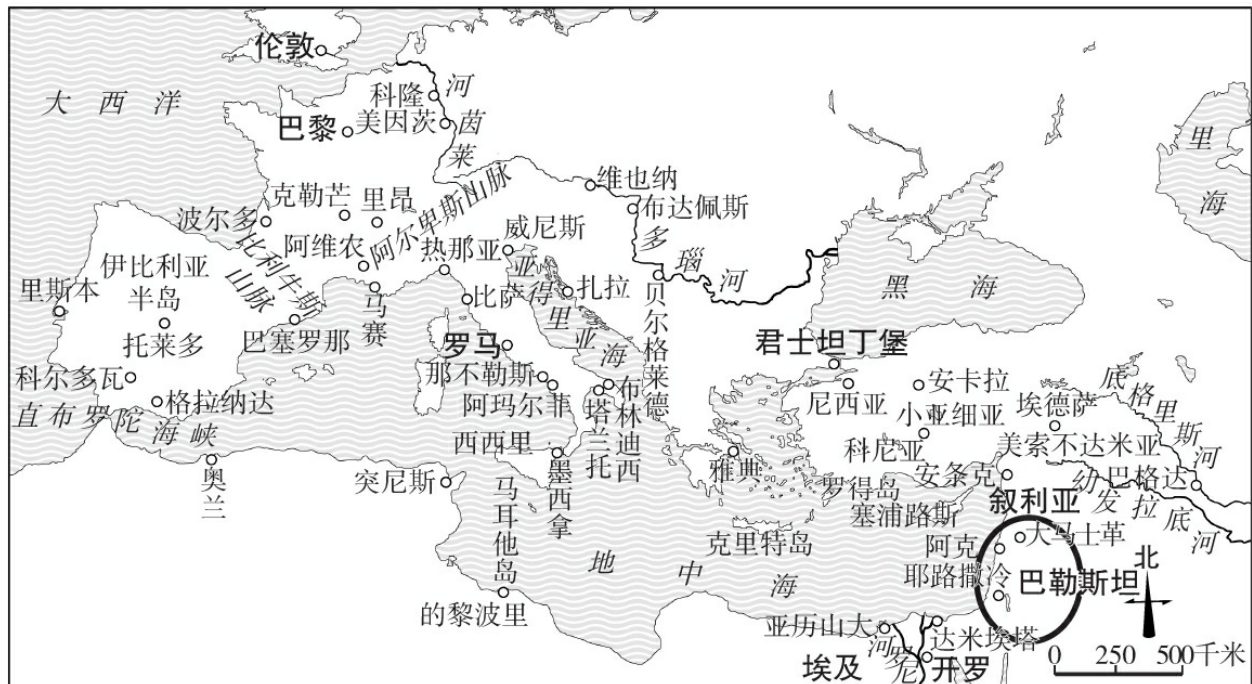 伦敦
大西洋
科隆
河
莱茵
美因茨
巴黎
里海
维也纳
克勒芒
里昂
阿尔卑斯山脉
布达佩斯
波尔多
威尼斯
多瑙河
阿维农
热那亚
比利牛斯
山脉
伊比利亚
半岛
亚得里亚海
扎拉
黑海
里斯本
马赛
比萨
贝尔格莱德
托莱多
巴塞罗那
罗马
君士坦丁堡
科尔多瓦
那不勒斯
布林迪西
安卡拉
底格里斯河
格拉纳达
阿玛尔菲
塔兰托
尼西亚
小亚细亚
埃德萨
直布罗陀海峡
西西里
科尼亚
美索不达米亚
奥兰
突尼斯
墨西拿
雅典
罗得岛
安条克
幼发拉底河
巴格达
马耳他岛
塞浦路斯
叙利亚
地中海
克里特岛
阿克
大马士革
北
耶路撒冷
巴勒斯坦
的黎波里
亚历山大
达米埃塔
埃及
尼罗河
开罗
0 250 500千米